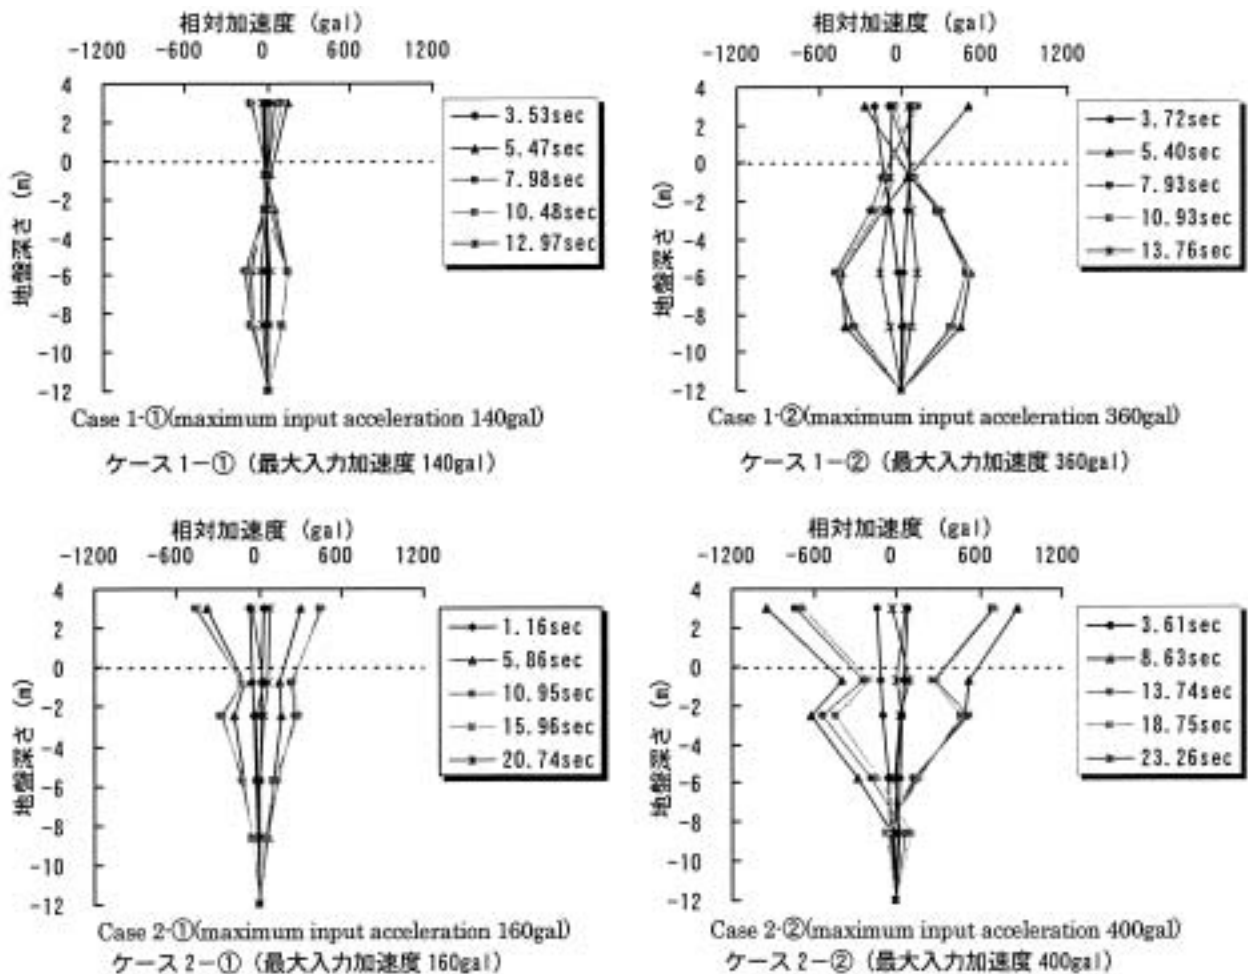 相対加速度 (gal)
-1200 -600 0 600 1200
4
2
0
-2
-4
-6
-8
-10
-12
地盤深さ (m)
3.53sec
5.47sec
7.98sec
10.48sec
12.97sec
Case 1-①(maximum input acceleration 140gal)
ケース1-① (最大入力加速度 140gal)
相対加速度 (gal)
-1200 -600 0 600 1200
4
2
0
-2
-4
-6
-8
-10
-12
地盤深さ (m)
3.72sec
5.40sec
7.93sec
10.93sec
13.76sec
Case 1-②(maximum input acceleration 360gal)
ケース1-② (最大入力加速度 360gal)
相対加速度 (gal)
-1200 -600 0 600 1200
4
2
0
-2
-4
-6
-8
-10
-12
地盤深さ (m)
1.16sec
5.86sec
10.95sec
15.96sec
20.74sec
Case 2-①(maximum input acceleration 160gal)
ケース2-① (最大入力加速度 160gal)
相対加速度 (gal)
-1200 -600 0 600 1200
4
2
0
-2
-4
-6
-8
-10
-12
地盤深さ (m)
3.61sec
8.63sec
13.74sec
18.75sec
23.26sec
Case 2-②(maximum input acceleration 400gal)
ケース2-② (最大入力加速度 400gal)